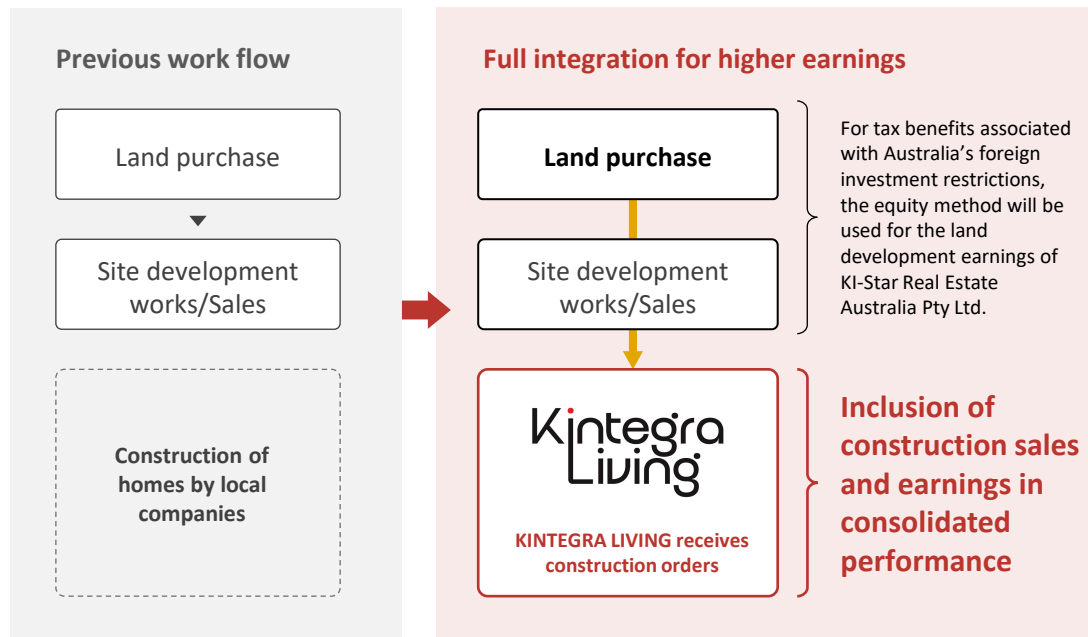 Previous work flow
Land purchase
Site development
works/Sales
Construction of
homes by local
companies
Full integration for higher earnings
Land purchase
Site development
works/Sales
For tax benefits associated
with Australia’s foreign
investment restrictions,
the equity method will be
used for the land
development earnings of
KI-Star Real Estate
Australia Pty Ltd.
Kintegra
Living
KINTEGRA LIVING receives
construction orders
Inclusion of
construction sales
and earnings in
consolidated
performance